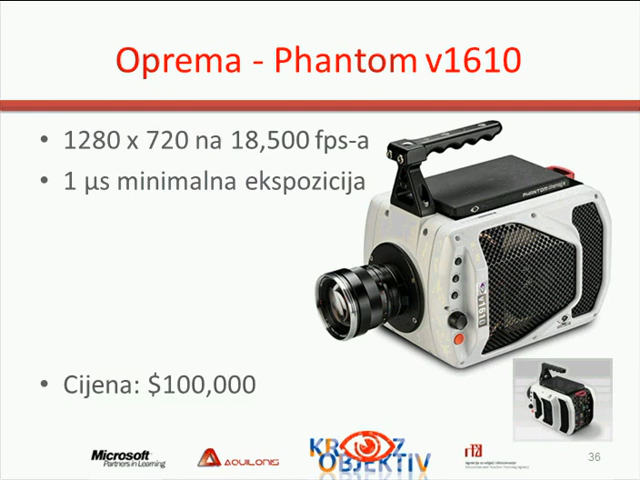 Oprema - Phantom v1610
• 1280 x 720 na 18,500 fps-a
• 1 µs minimalna ekspozicija
PHANTOM
v1610
• Cijena: $100,000
Microsoft
Partners in Learning
AQUILONIS
KROZ
OBJEKTIV
36